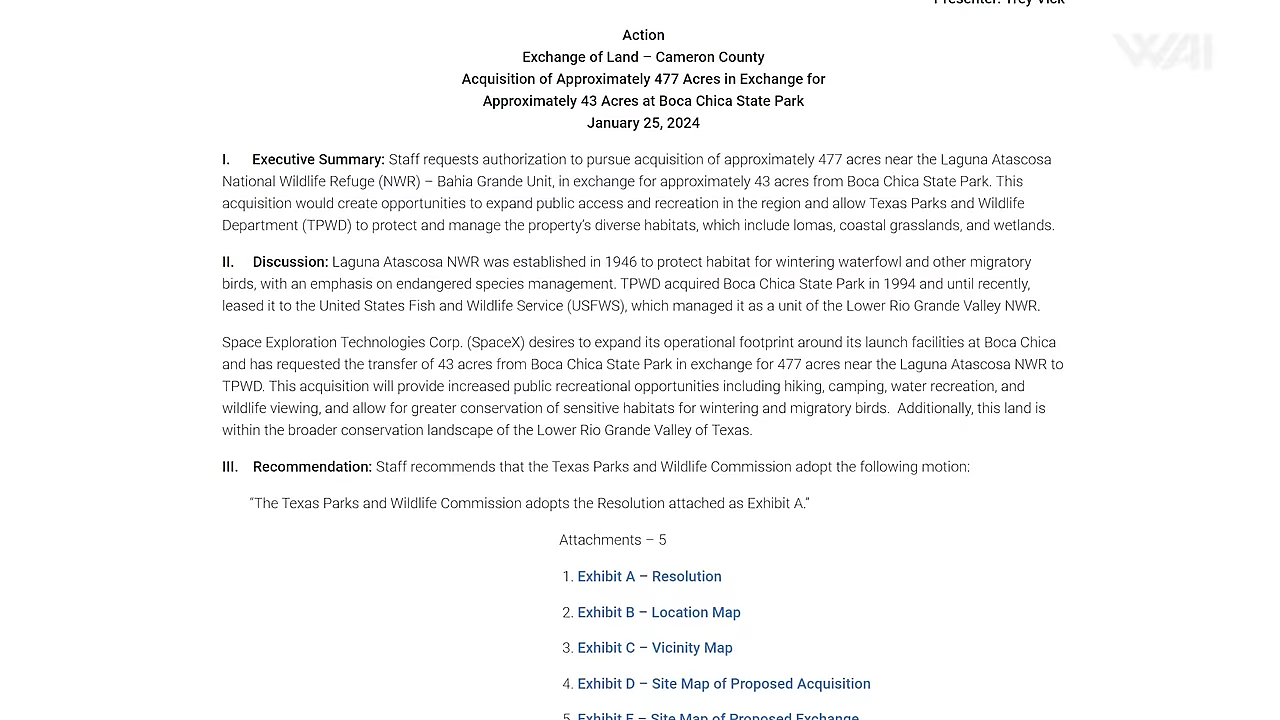 Presenter: Trey Vick
WAI
Action
Exchange of Land – Cameron County
Acquisition of Approximately 477 Acres in Exchange for
Approximately 43 Acres at Boca Chica State Park
January 25, 2024
I. Executive Summary: Staff requests authorization to pursue acquisition of approximately 477 acres near the Laguna Atascosa
National Wildlife Refuge (NWR) – Bahia Grande Unit, in exchange for approximately 43 acres from Boca Chica State Park. This
acquisition would create opportunities to expand public access and recreation in the region and allow Texas Parks and Wildlife
Department (TPWD) to protect and manage the property's diverse habitats, which include lomas, coastal grasslands, and wetlands.
II. Discussion: Laguna Atascosa NWR was established in 1946 to protect habitat for wintering waterfowl and other migratory
birds, with an emphasis on endangered species management. TPWD acquired Boca Chica State Park in 1994 and until recently,
leased it to the United States Fish and Wildlife Service (USFWS), which managed it as a unit of the Lower Rio Grande Valley NWR.
Space Exploration Technologies Corp. (SpaceX) desires to expand its operational footprint around its launch facilities at Boca Chica
and has requested the transfer of 43 acres from Boca Chica State Park in exchange for 477 acres near the Laguna Atascosa NWR to
TPWD. This acquisition will provide increased public recreational opportunities including hiking, camping, water recreation, and
wildlife viewing, and allow for greater conservation of sensitive habitats for wintering and migratory birds. Additionally, this land is
within the broader conservation landscape of the Lower Rio Grande Valley of Texas.
III. Recommendation: Staff recommends that the Texas Parks and Wildlife Commission adopt the following motion:
“The Texas Parks and Wildlife Commission adopts the Resolution attached as Exhibit A.”
Attachments – 5
1. Exhibit A – Resolution
2. Exhibit B – Location Map
3. Exhibit C – Vicinity Map
4. Exhibit D – Site Map of Proposed Acquisition
5. Exhibit E – Site Map of Proposed Exchange